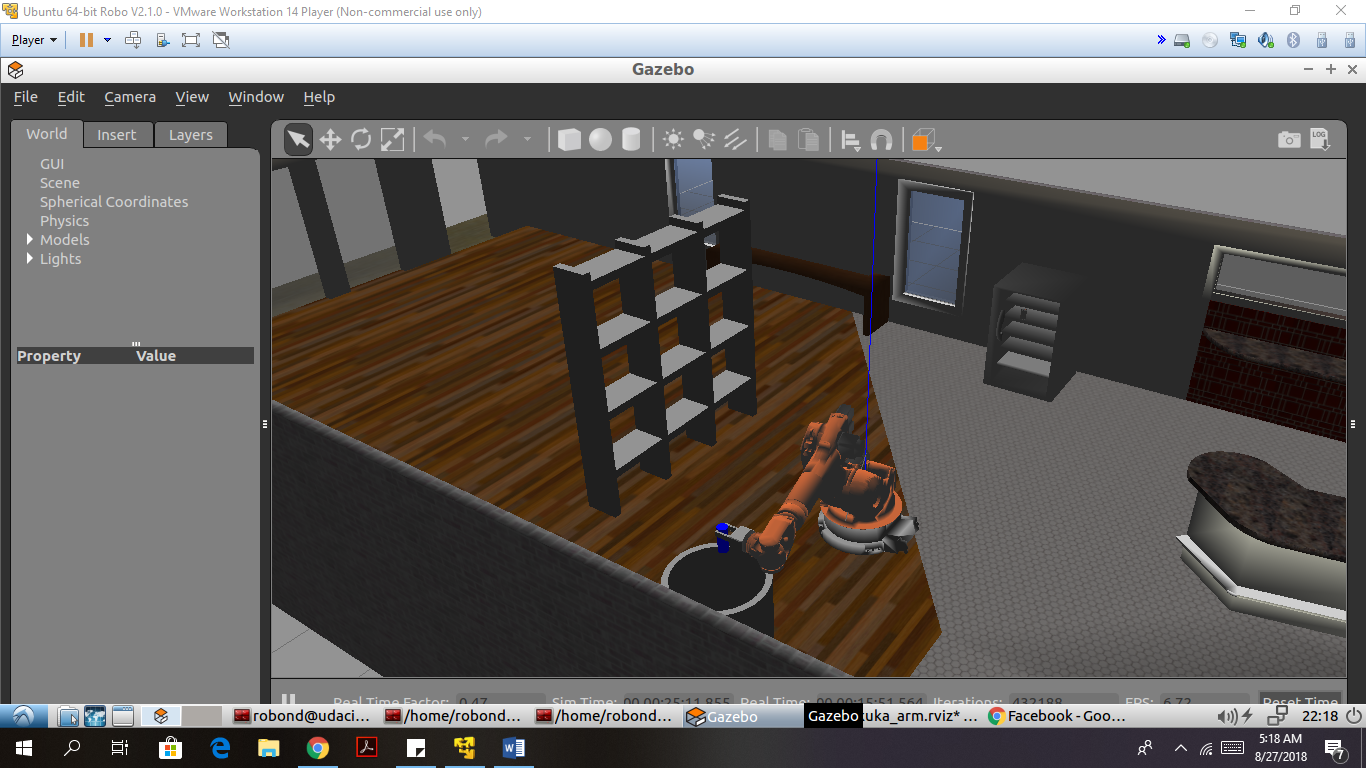 Ubuntu 64-bit Robo V2.1.0 - VMware Workstation 14 Player (Non-commercial use only)
Player
Gazebo
File Edit Camera View Window Help
World Insert Layers
LOG
GUI
Scene
Spherical Coordinates
Physics
Models
Lights
Property Value
Real Time Factor: 0.47 Sim Time: 00 00:25:11.855 Real Time: 00 00:15:51.564 Iterations: 432188 FPS: 6.72 Reset Time
robond@udaci... /home/robond... /home/robond... Gazebo Gazebo kuka_arm.rviz* ... Facebook - Goo... 22:18
5:18 AM
8/27/2018
7